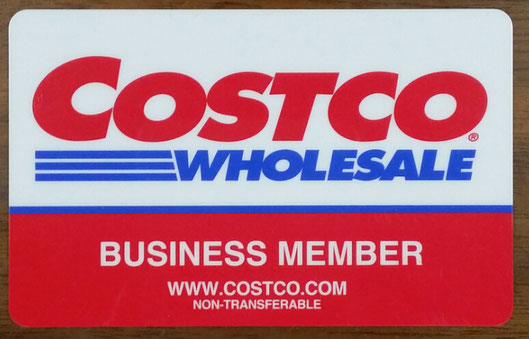 COSTCO®
WHOLESALE
BUSINESS MEMBER
WWW.COSTCO.COM
NON-TRANSFERABLE